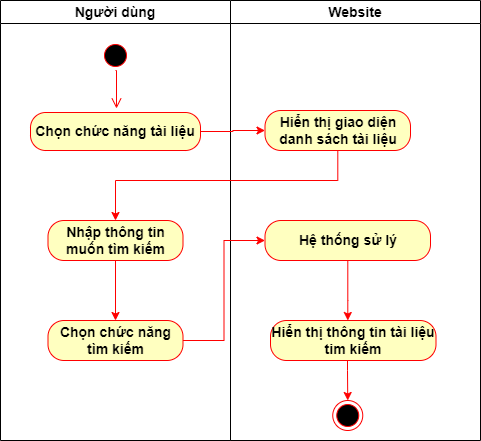 Người dùng
Website
Chọn chức năng tài liệu
Hiển thị giao diện
danh sách tài liệu
Nhập thông tin
muốn tìm kiếm
Hệ thống sử lý
Chọn chức năng
tìm kiếm
Hiển thị thông tin tài liệu
tìm kiếm